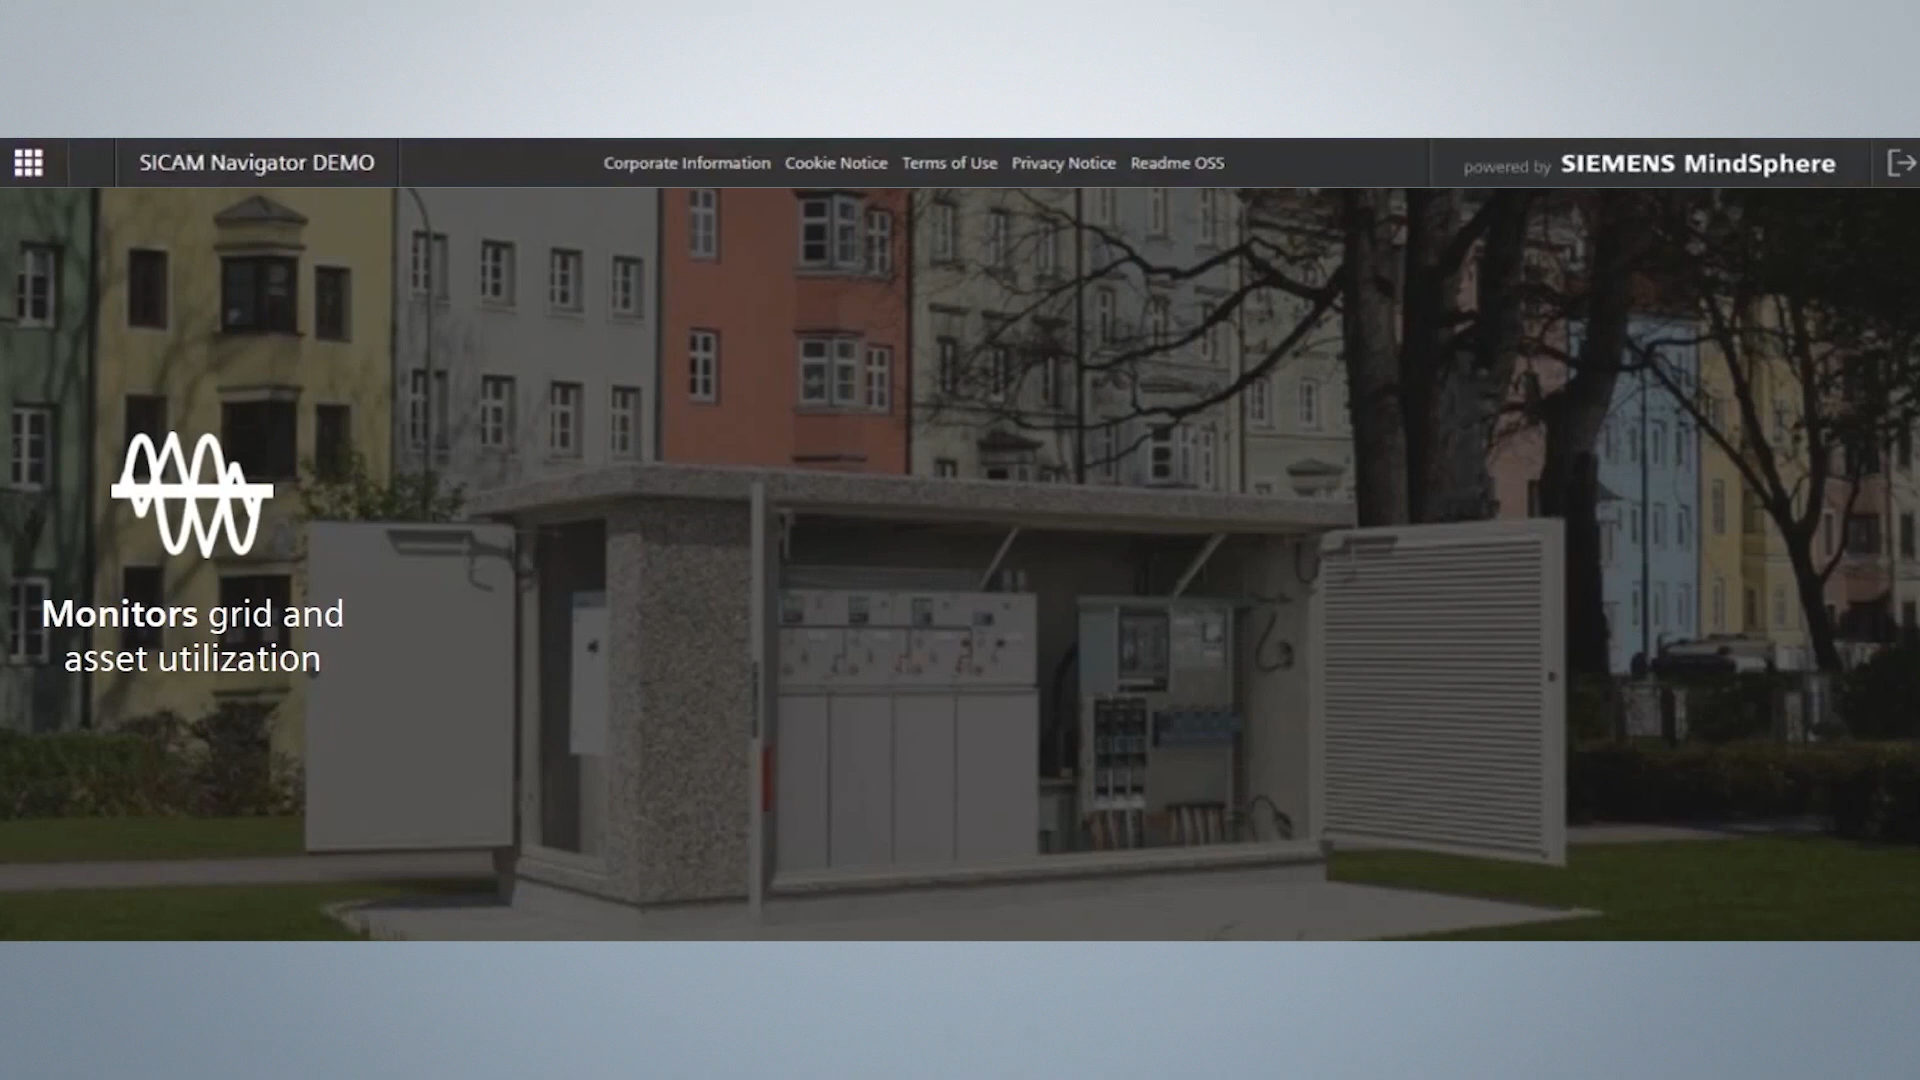 SICAM Navigator DEMO
Corporate Information Cookie Notice Terms of Use Privacy Notice Readme OSS
powered by SIEMENS MindSphere
Monitors grid and
asset utilization